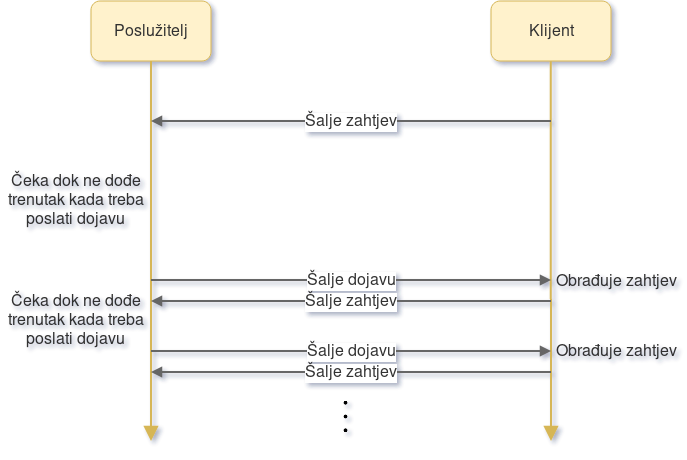 Poslužitelj
Klijent
Šalje zahtjev
Čeka dok ne dođe
trenutak kada treba
poslati dojavu
Šalje dojavu
Obrađuje zahtjev
Šalje zahtjev
Čeka dok ne dođe
trenutak kada treba
poslati dojavu
Šalje dojavu
Obrađuje zahtjev
Šalje zahtjev